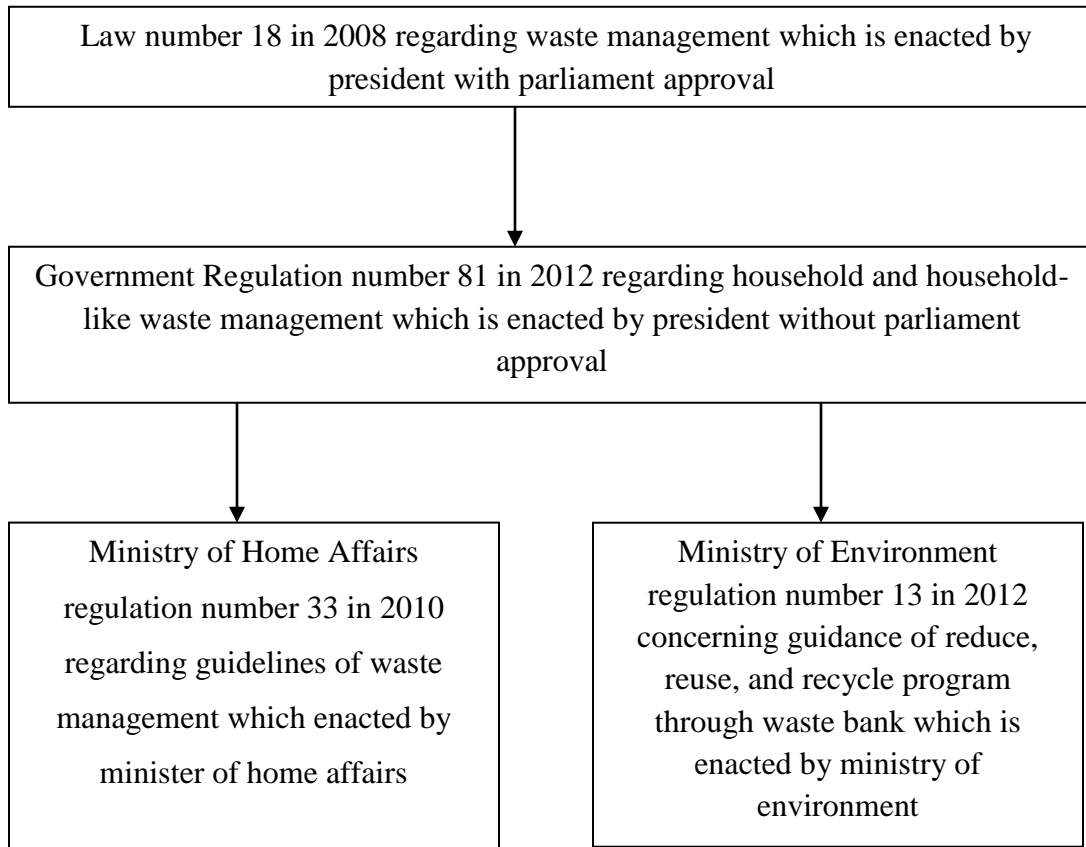 Law number 18 in 2008 regarding waste management which is enacted by
president with parliament approval
Government Regulation number 81 in 2012 regarding household and household-
like waste management which is enacted by president without parliament
approval
Ministry of Home Affairs
regulation number 33 in 2010
regarding guidelines of waste
management which enacted by
minister of home affairs
Ministry of Environment
regulation number 13 in 2012
concerning guidance of reduce,
reuse, and recycle program
through waste bank which is
enacted by ministry of
environment